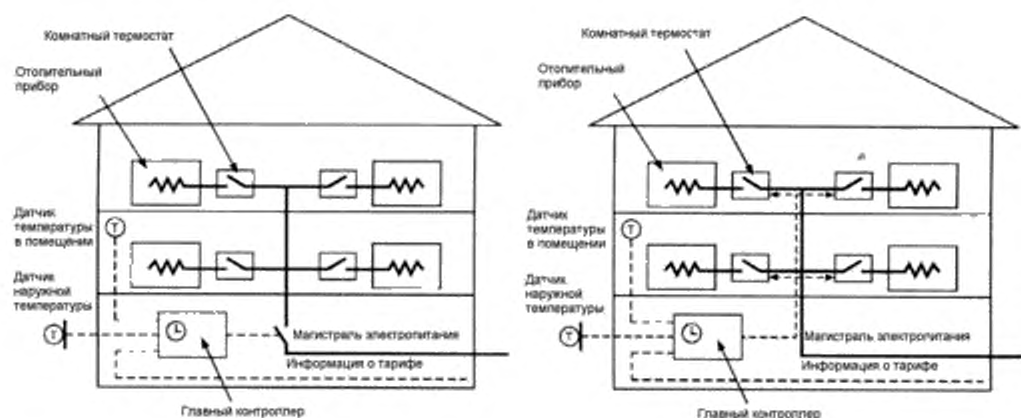 Комнатный термостат
Отопительный
прибор
Датчик
температуры
в помещении
T
Датчик
наружной
температуры
T
Магистраль электропитания
Информация о тарифе
Главный контроллер
Комнатный термостат
Отопительный
прибор
Датчик
температуры
в помещении
T
Датчик
наружной
температуры
T
Магистраль электропитания
Информация о тарифе
Главный контроллер